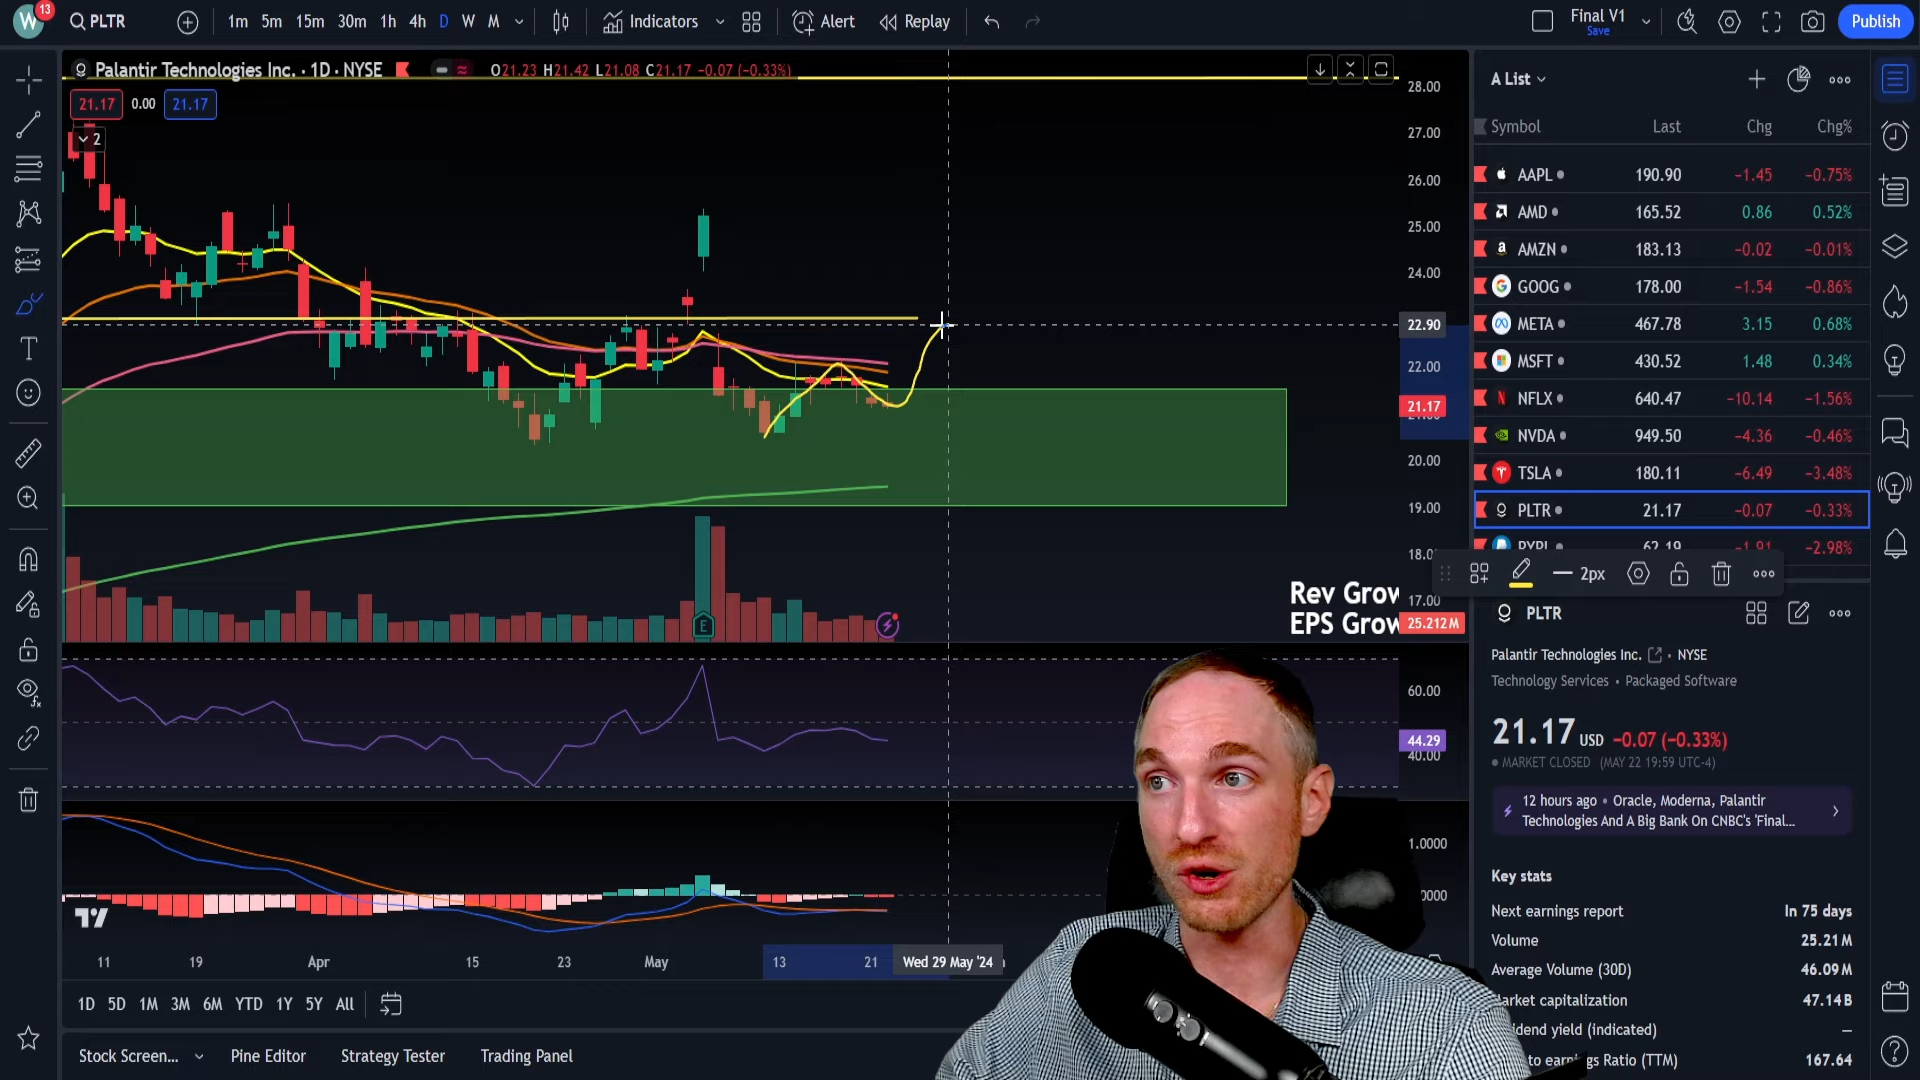 W 13 PLTR 1m 5m 15m 30m 1h 4h D W M Indicators Alert Replay Final V1 Save Publish
Palantir Technologies Inc. · 1D · NYSE O21.23 H21.42 L21.08 C21.17 −0.07 (−0.33%)
21.17 0.00 21.17
2
28.00
27.00
26.00
25.00
24.00
22.90
22.00
21.17
20.00
19.00
18.0
17.00
25.212M
Rev Grow
EPS Grow
E
60.00
44.29
40.00
1.0000
0000
11 19 Apr 15 23 May 13 21 Wed 29 May '24
1D 5D 1M 3M 6M YTD 1Y 5Y All
Stock Screen... Pine Editor Strategy Tester Trading Panel
A List
Symbol Last Chg Chg%
AAPL 190.90 −1.45 −0.75%
AMD 165.52 0.86 0.52%
AMZN 183.13 −0.02 −0.01%
GOOG 178.00 −1.54 −0.86%
META 467.78 3.15 0.68%
MSFT 430.52 1.48 0.34%
NFLX 640.47 −10.14 −1.56%
NVDA 949.50 −4.36 −0.46%
TSLA 180.11 −6.49 −3.48%
PLTR 21.17 −0.07 −0.33%
PYPL 62.19 −1.91 −2.98%
2px
PLTR
Palantir Technologies Inc. • NYSE
Technology Services • Packaged Software
21.17 USD −0.07 (−0.33%)
MARKET CLOSED (MAY 22 19:59 UTC-4)
12 hours ago • Oracle, Moderna, Palantir
Technologies And A Big Bank On CNBC's 'Final...
Key stats
Next earnings report In 75 days
Volume 25.21M
Average Volume (30D) 46.09M
arket capitalization 47.14B
idend yield (indicated) —
to earnings Ratio (TTM) 167.64